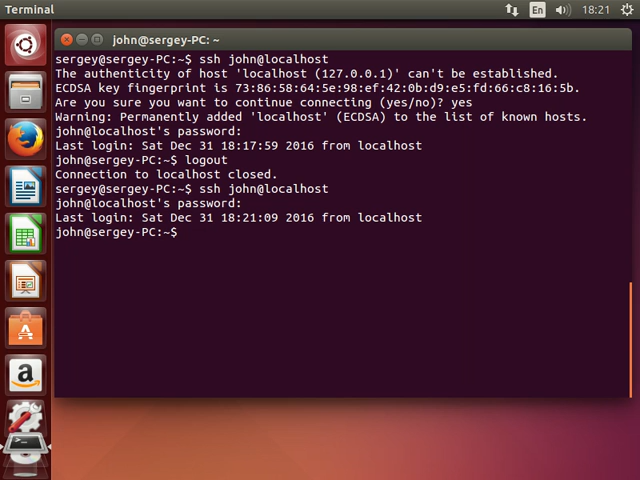 Terminal
En
18:21
john@sergey-PC: ~
sergey@sergey-PC:~$ ssh john@localhost
The authenticity of host 'localhost (127.0.0.1)' can't be established.
ECDSA key fingerprint is 73:86:58:64:5e:98:ef:42:0b:d9:e5:fd:66:c8:16:5b.
Are you sure you want to continue connecting (yes/no)? yes
Warning: Permanently added 'localhost' (ECDSA) to the list of known hosts.
john@localhost's password:
Last login: Sat Dec 31 18:17:59 2016 from localhost
john@sergey-PC:~$ logout
Connection to localhost closed.
sergey@sergey-PC:~$ ssh john@localhost
john@localhost's password:
Last login: Sat Dec 31 18:21:09 2016 from localhost
john@sergey-PC:~$